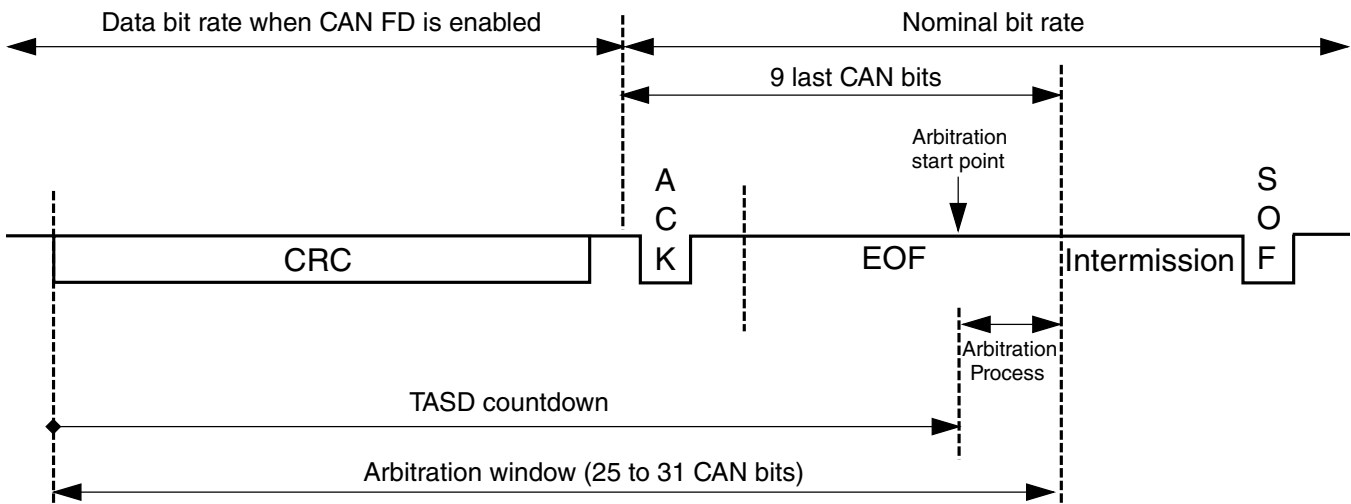 Data bit rate when CAN FD is enabled
Nominal bit rate
9 last CAN bits
Arbitration
start point
A
C
K
S
O
F
CRC
EOF
Intermission
Arbitration
Process
TASD countdown
Arbitration window (25 to 31 CAN bits)